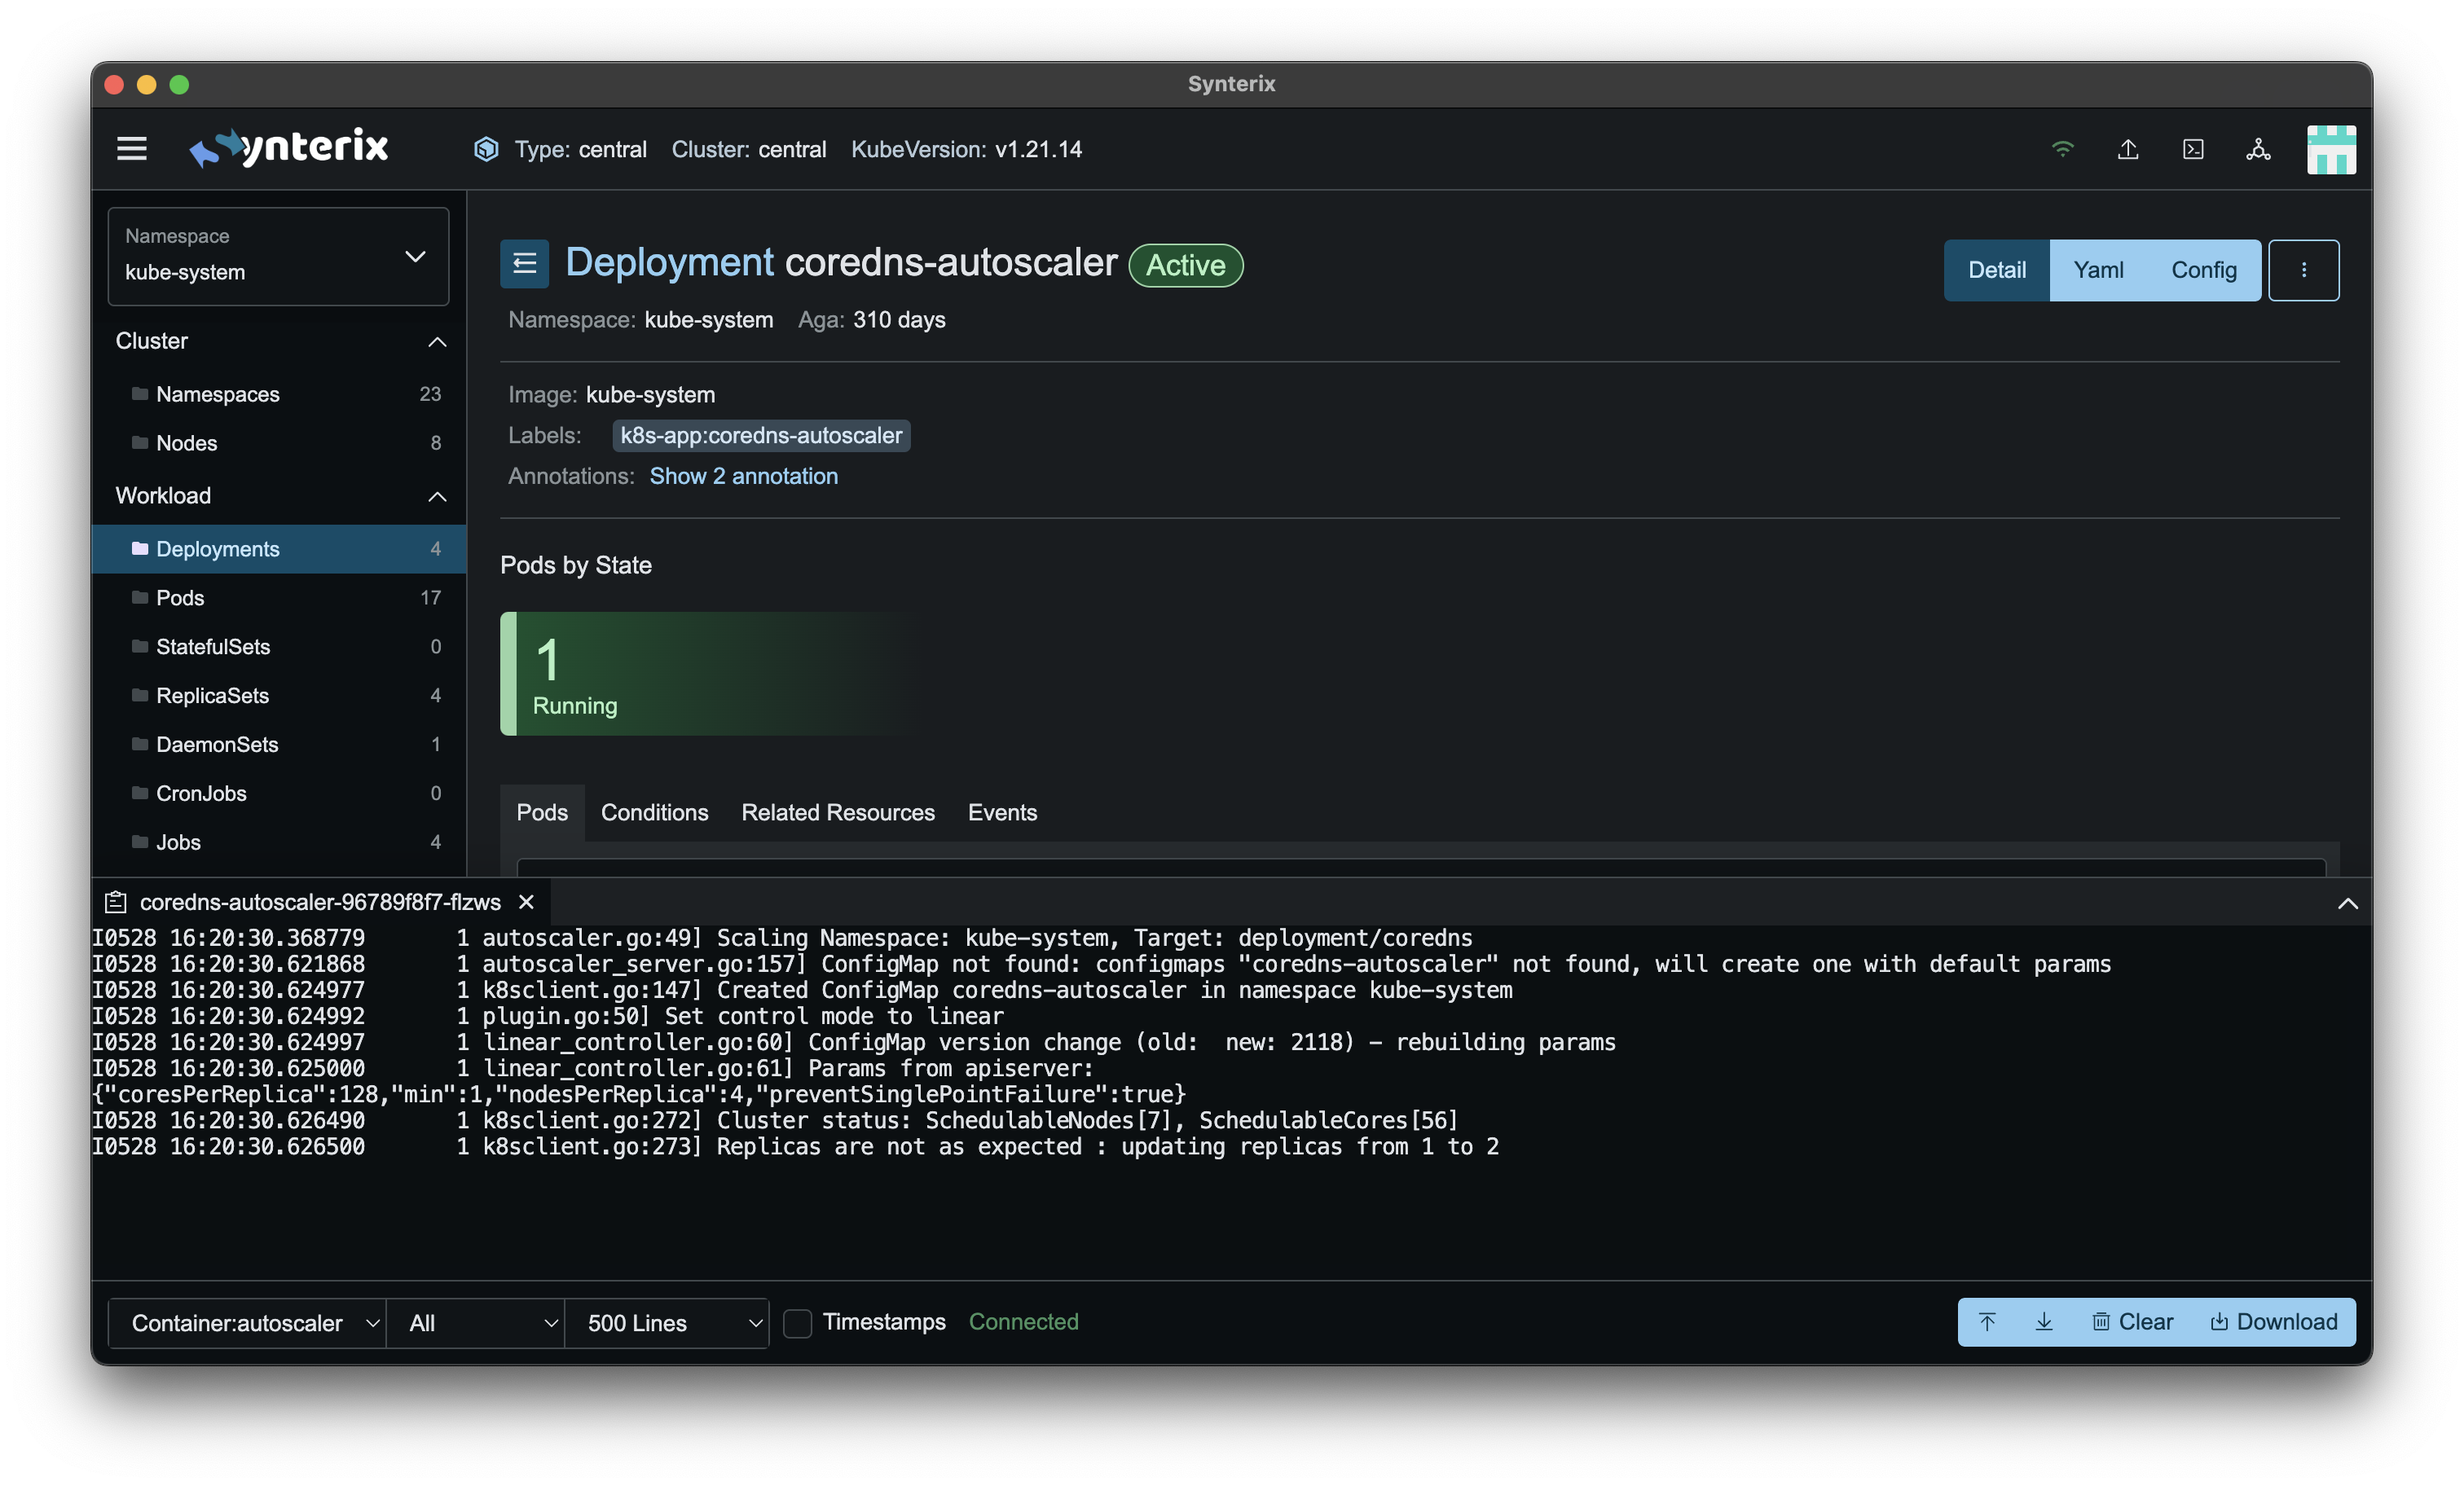 Synterix
Synterix
Type: central Cluster: central KubeVersion: v1.21.14
Namespace
kube-system
Cluster
Namespaces 23
Nodes 8
Workload
Deployments 4
Pods 17
StatefulSets 0
ReplicaSets 4
DaemonSets 1
CronJobs 0
Jobs 4
Deployment coredns-autoscaler Active
Detail Yaml Config
Namespace: kube-system Aga: 310 days
Image: kube-system
Labels: k8s-app:coredns-autoscaler
Annotations: Show 2 annotation
Pods by State
1
Running
Pods Conditions Related Resources Events
coredns-autoscaler-96789f8f7-flzws
I0528 16:20:30.368779 1 autoscaler.go:49] Scaling Namespace: kube-system, Target: deployment/coredns
I0528 16:20:30.621868 1 autoscaler_server.go:157] ConfigMap not found: configmaps "coredns-autoscaler" not found, will create one with default params
I0528 16:20:30.624977 1 k8sclient.go:147] Created ConfigMap coredns-autoscaler in namespace kube-system
I0528 16:20:30.624992 1 plugin.go:50] Set control mode to linear
I0528 16:20:30.624997 1 linear_controller.go:60] ConfigMap version change (old:  new: 2118) - rebuilding params
I0528 16:20:30.625000 1 linear_controller.go:61] Params from apiserver:
{"coresPerReplica":128,"min":1,"nodesPerReplica":4,"preventSinglePointFailure":true}
I0528 16:20:30.626490 1 k8sclient.go:272] Cluster status: SchedulableNodes[7], SchedulableCores[56]
I0528 16:20:30.626500 1 k8sclient.go:273] Replicas are not as expected : updating replicas from 1 to 2
Container:autoscaler All 500 Lines Timestamps Connected Clear Download